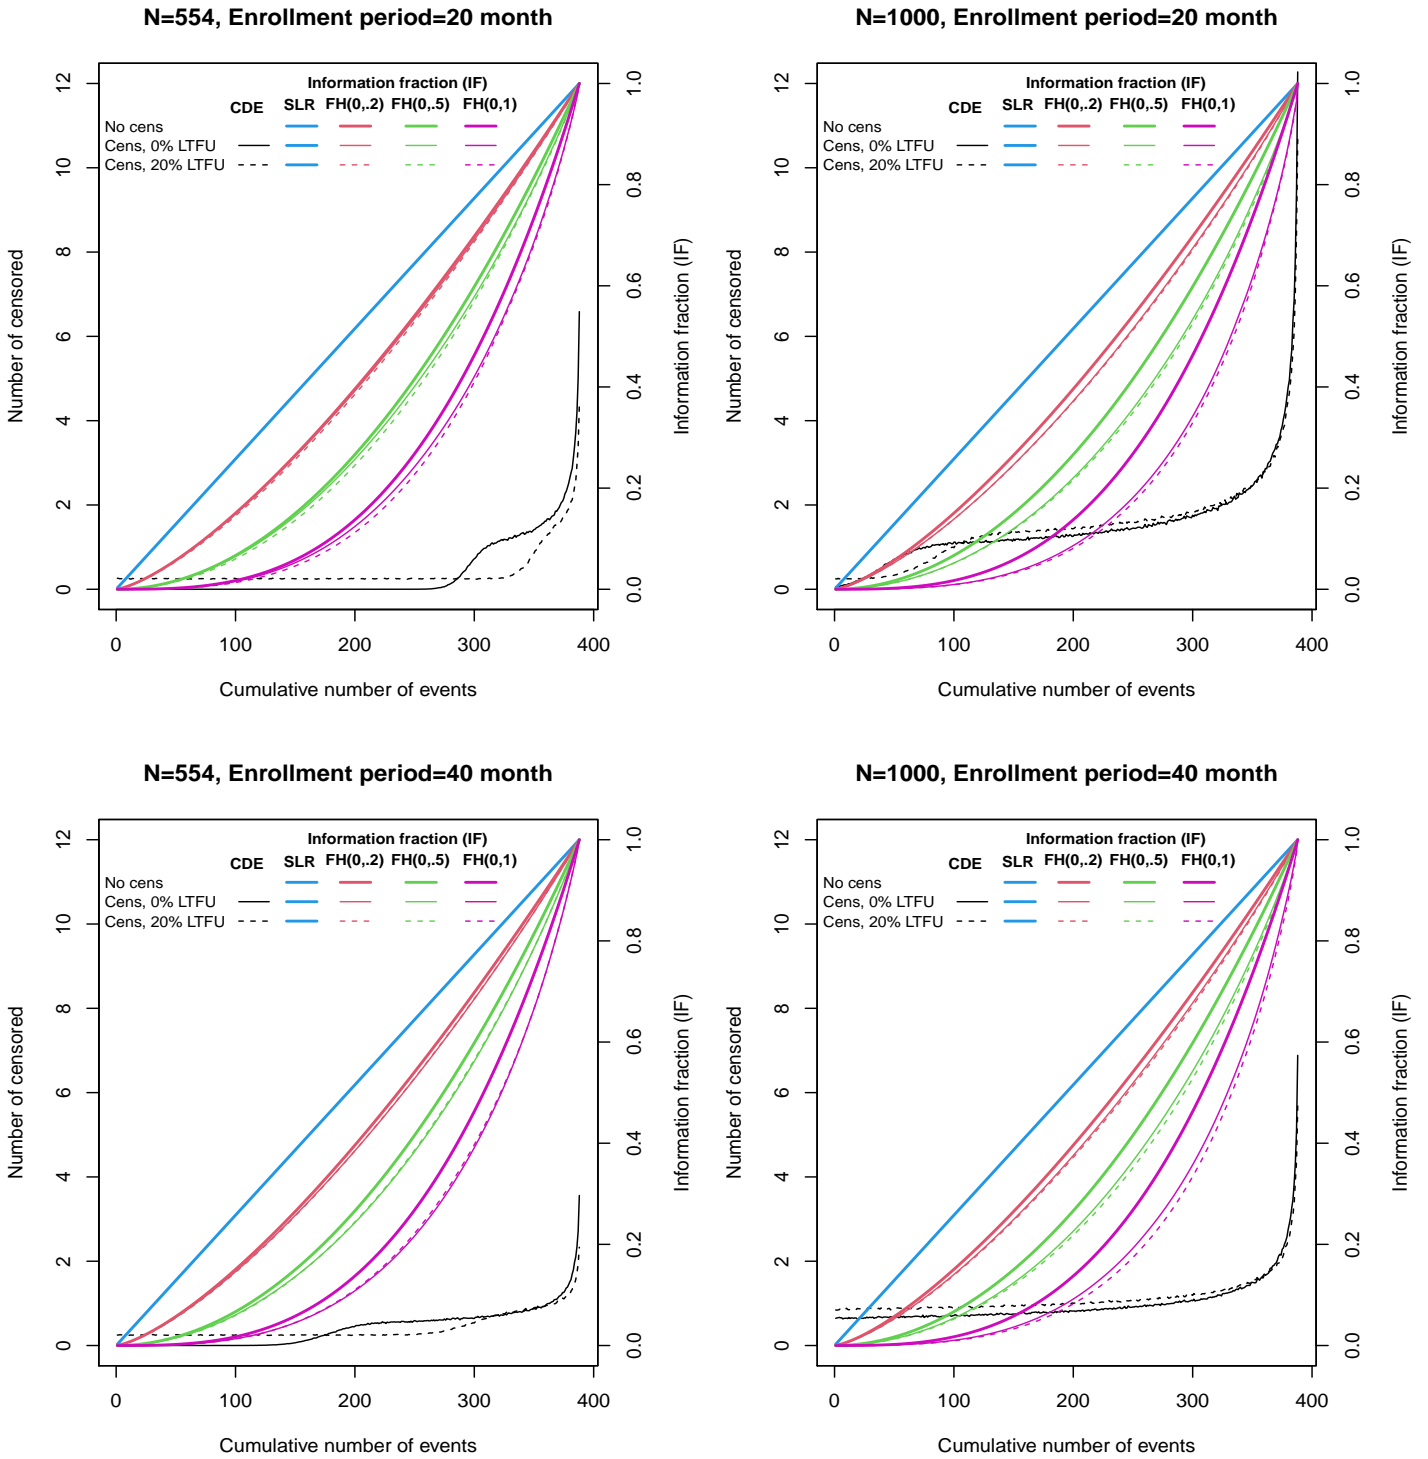 N=554, Enrollment period=20 month
Information fraction (IF)
CDE SLR FH(0,.2) FH(0,.5) FH(0,1)
No cens
Cens, 0% LTFU
Cens, 20% LTFU
Number of censored
0 2 4 6 8 10 12
Information fraction (IF)
0.0 0.2 0.4 0.6 0.8 1.0
0 100 200 300 400
Cumulative number of events
N=1000, Enrollment period=20 month
Information fraction (IF)
CDE SLR FH(0,.2) FH(0,.5) FH(0,1)
No cens
Cens, 0% LTFU
Cens, 20% LTFU
Number of censored
0 2 4 6 8 10 12
Information fraction (IF)
0.0 0.2 0.4 0.6 0.8 1.0
0 100 200 300 400
Cumulative number of events
N=554, Enrollment period=40 month
Information fraction (IF)
CDE SLR FH(0,.2) FH(0,.5) FH(0,1)
No cens
Cens, 0% LTFU
Cens, 20% LTFU
Number of censored
0 2 4 6 8 10 12
Information fraction (IF)
0.0 0.2 0.4 0.6 0.8 1.0
0 100 200 300 400
Cumulative number of events
N=1000, Enrollment period=40 month
Information fraction (IF)
CDE SLR FH(0,.2) FH(0,.5) FH(0,1)
No cens
Cens, 0% LTFU
Cens, 20% LTFU
Number of censored
0 2 4 6 8 10 12
Information fraction (IF)
0.0 0.2 0.4 0.6 0.8 1.0
0 100 200 300 400
Cumulative number of events